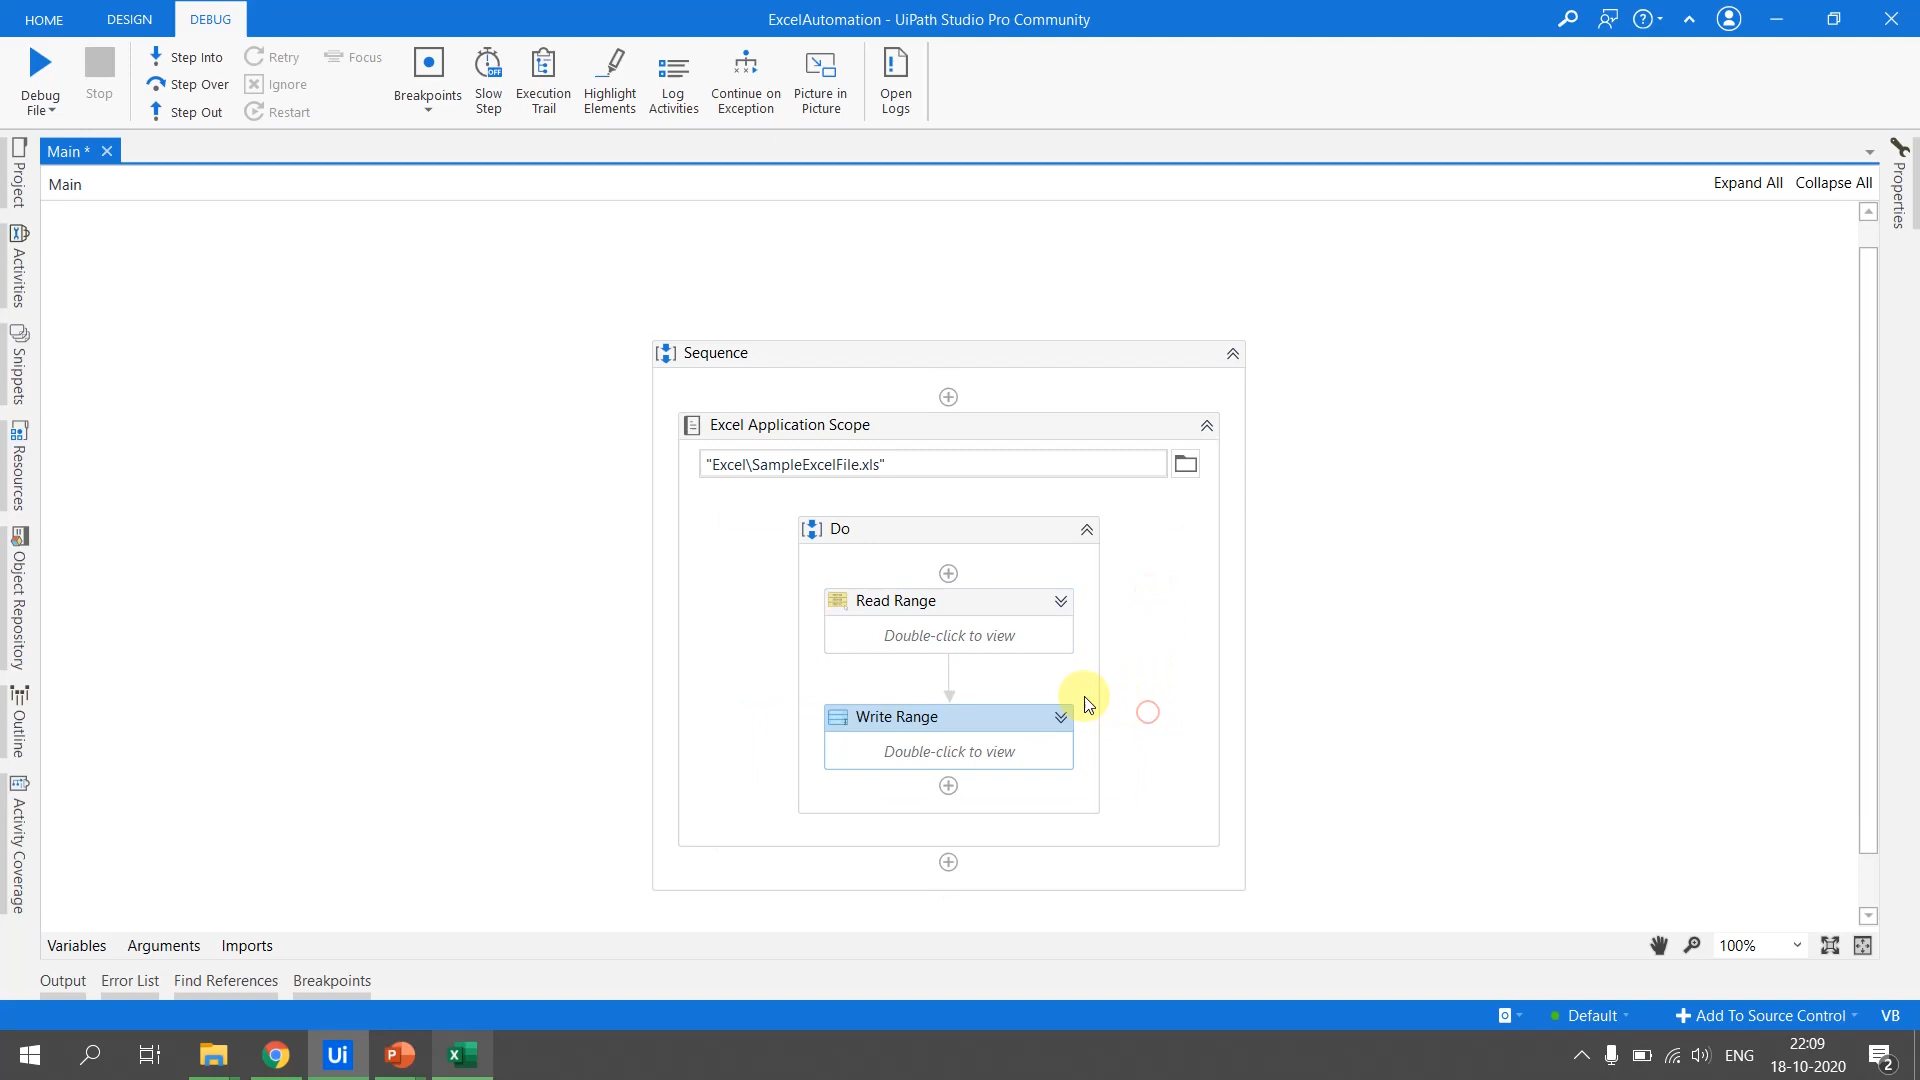 HOME DESIGN DEBUG ExcelAutomation - UiPath Studio Pro Community
Debug File
Stop
Step Into
Step Over
Step Out
Retry
Ignore
Restart
Focus
Breakpoints
Slow Step
OFF
Execution Trail
Highlight Elements
Log Activities
Continue on Exception
Picture in Picture
Open Logs
Main *
Main
Expand All Collapse All
Project
Activities
Snippets
Resources
Object Repository
Outline
Activity Coverage
Properties
Sequence
Excel Application Scope
"Excel\SampleExcelFile.xls"
Do
Read Range
Double-click to view
Write Range
Double-click to view
Variables Arguments Imports
100%
Output Error List Find References Breakpoints
Default
Add To Source Control
VB
Ui
ENG
22:09
18-10-2020
2